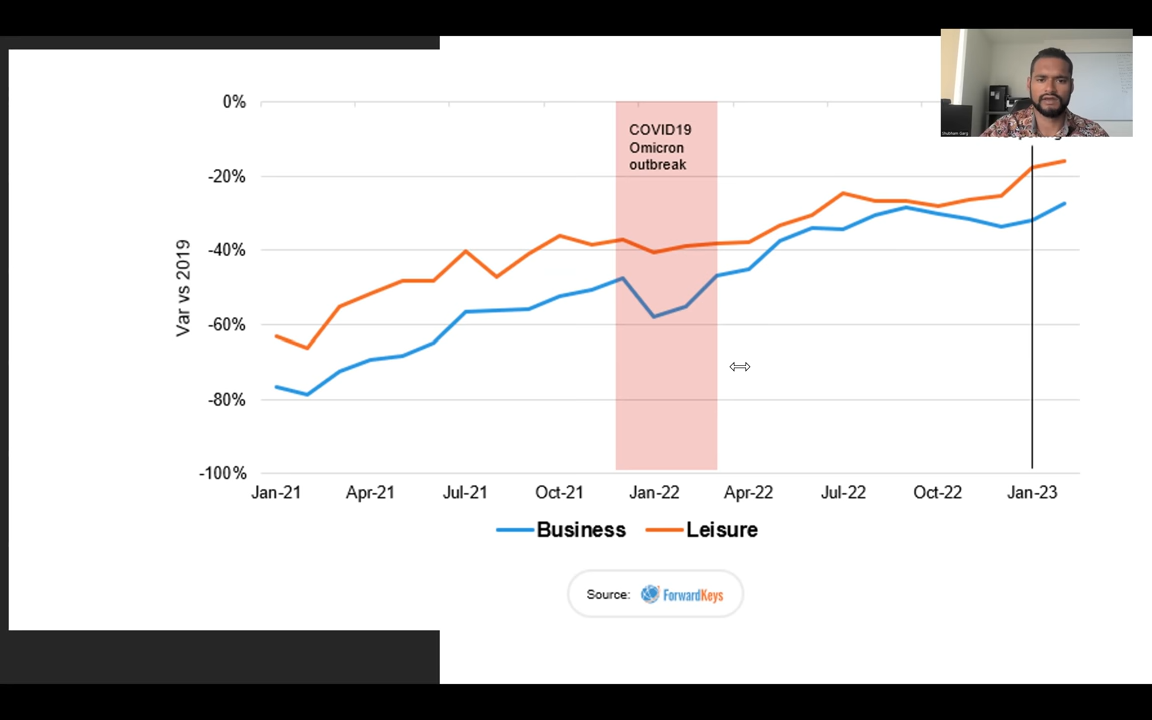 0%
COVID19
Omicron
outbreak
-20%
-40%
Var vs 2019
-60%
-80%
-100%
Jan-21 Apr-21 Jul-21 Oct-21 Jan-22 Apr-22 Jul-22 Oct-22 Jan-23
Business Leisure
Source: ForwardKeys